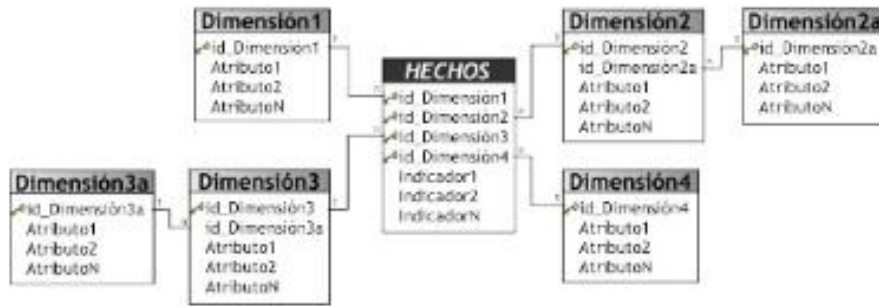 Dimensión1
id_Dimensión1
Atributo1
Atributo2
AtributoN
HECHOS
id_Dimensión1
id_Dimensión2
id_Dimensión3
id_Dimensión4
Indicador1
Indicador2
IndicadorN
Dimensión2
id_Dimensión2
id_Dimensión2a
Atributo1
Atributo2
AtributoN
Dimensión2a
id_Dimensión2a
Atributo1
Atributo2
AtributoN
Dimensión3a
id_Dimensión3a
Atributo1
Atributo2
AtributoN
Dimensión3
id_Dimensión3
id_Dimensión3a
Atributo1
Atributo2
AtributoN
Dimensión4
id_Dimensión4
Atributo1
Atributo2
AtributoN